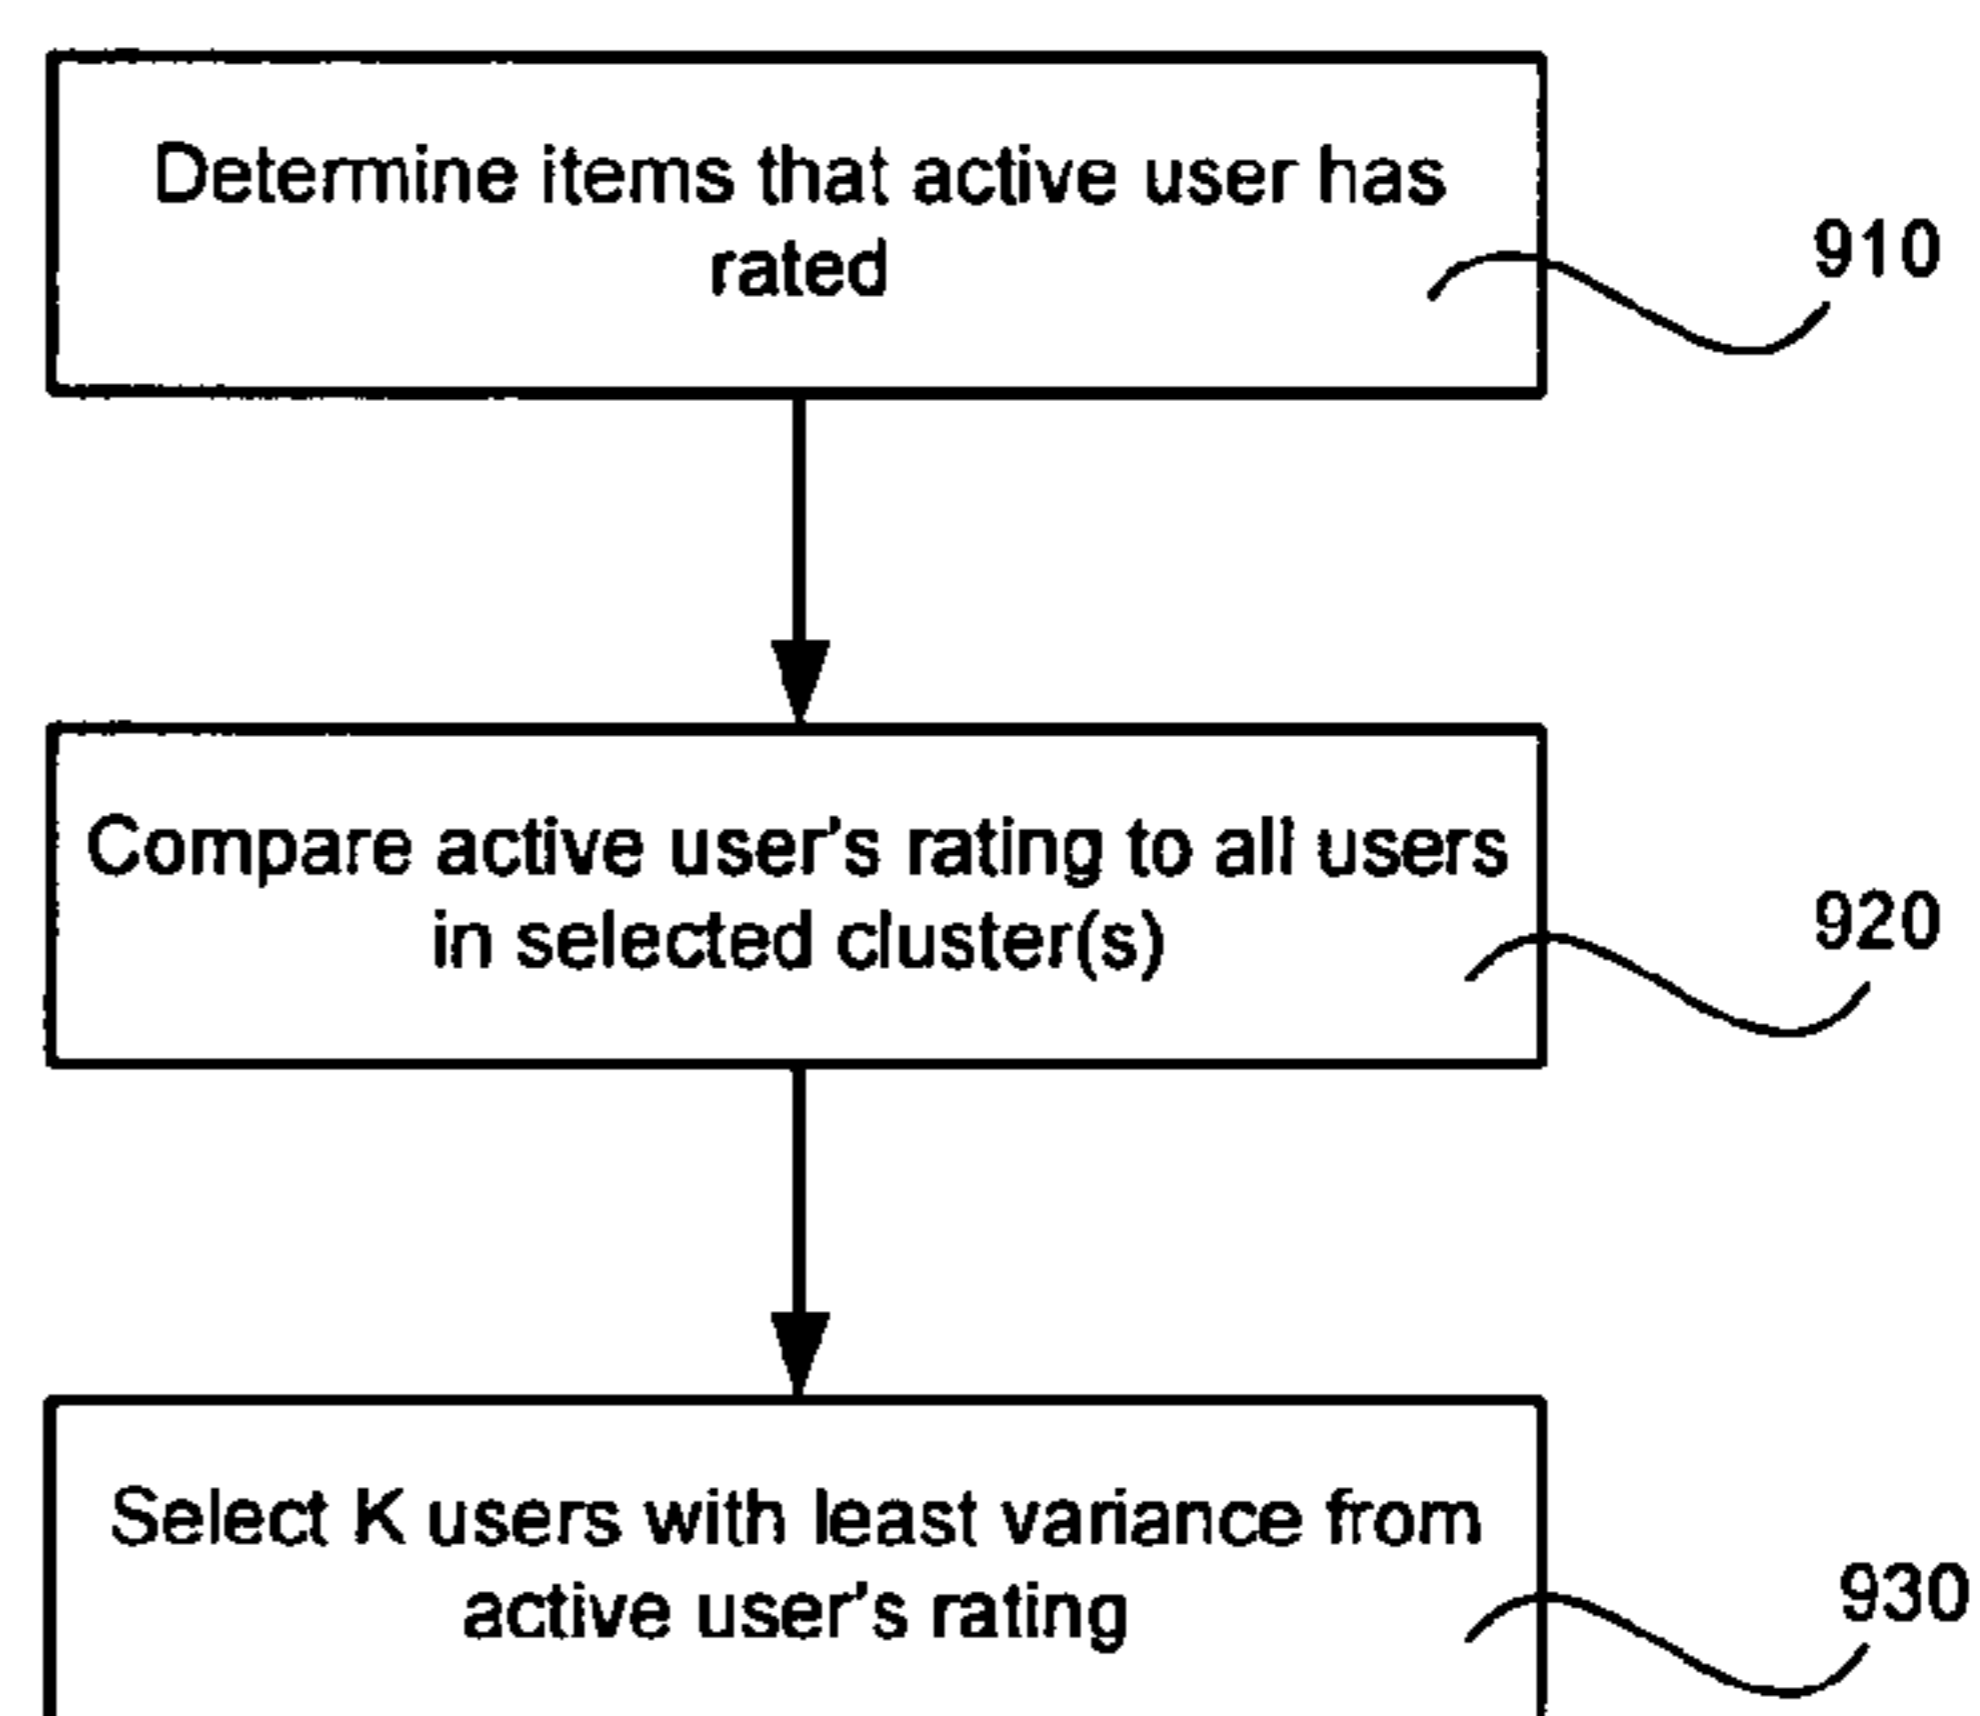 Determine items that active user has
rated
910
Compare active user's rating to all users
in selected cluster(s)
920
Select K users with least variance from
active user's rating
930